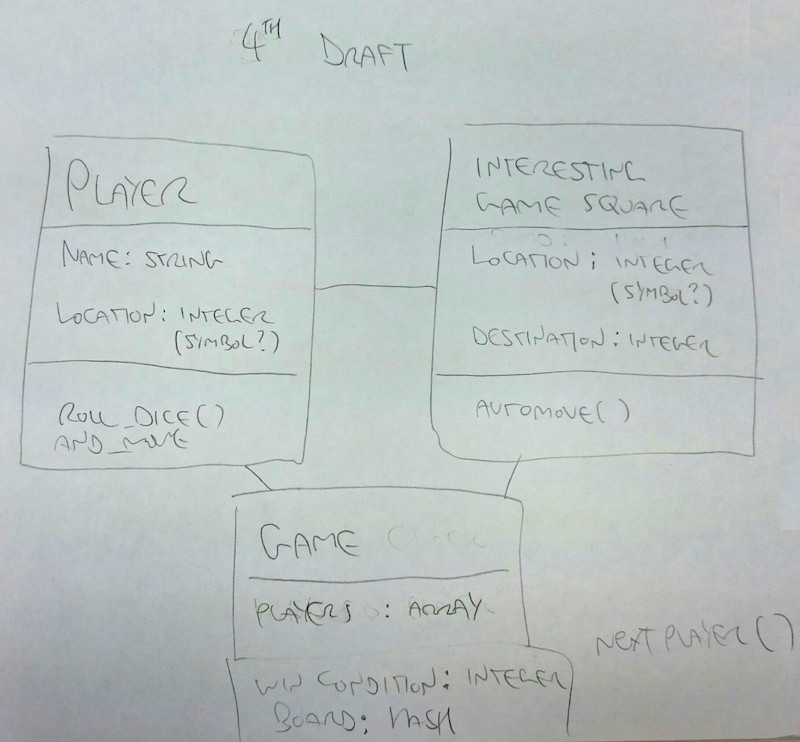 4TH DRAFT
PLAYER
NAME: STRING
LOCATION: INTEGER
(SYMBOL?)
ROLL_DICE()
AND_MOVE
INTERESTING
GAME SQUARE
LOCATION: INTEGER
(SYMBOL?)
DESTINATION: INTEGER
AUTOMOVE()
GAME
PLAYERS: ARRAY
WIN CONDITION: INTEGER
BOARD: HASH
NEXT PLAYER()